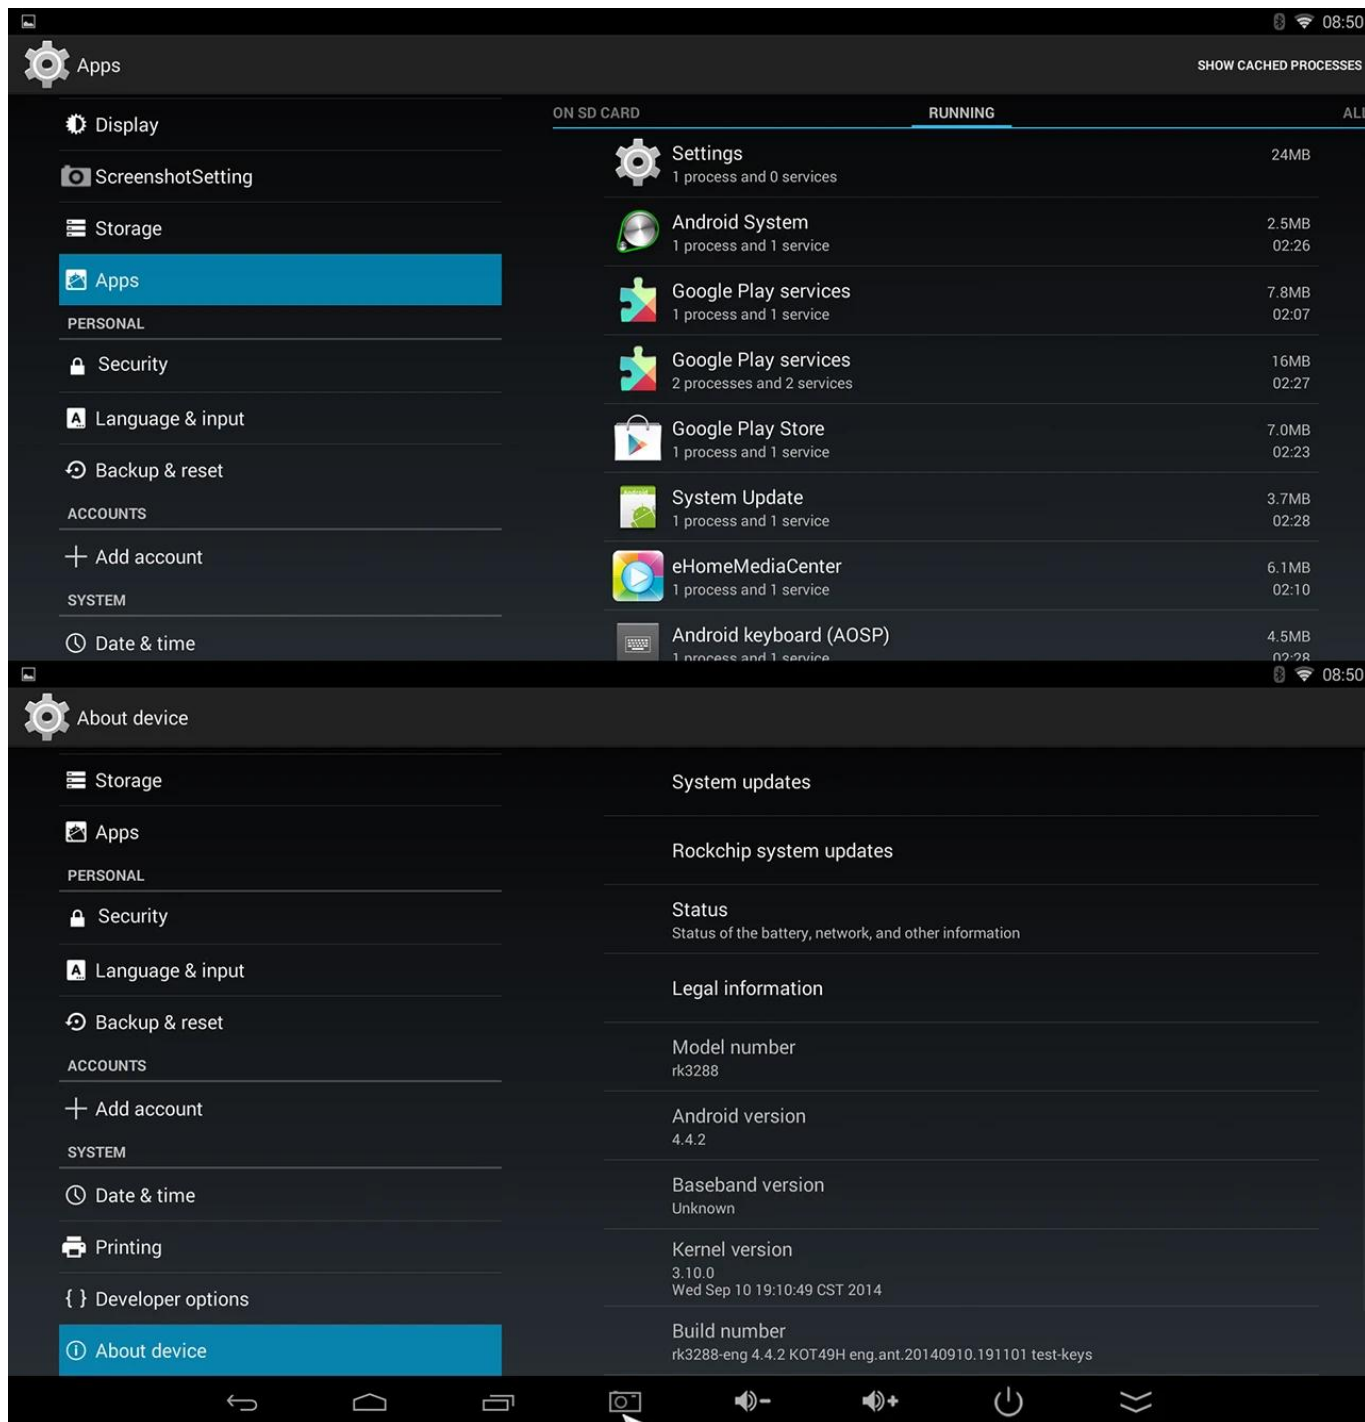 08:50
Apps
SHOW CACHED PROCESSES
Display
ScreenshotSetting
Storage
Apps
PERSONAL
Security
Language & input
Backup & reset
ACCOUNTS
Add account
SYSTEM
Date & time
ON SD CARD
RUNNING
ALL
Settings
24MB
1 process and 0 services
Android System
2.5MB
1 process and 1 service
02:26
Google Play services
7.8MB
1 process and 1 service
02:07
Google Play services
16MB
2 processes and 2 services
02:27
Google Play Store
7.0MB
1 process and 1 service
02:23
System Update
3.7MB
1 process and 1 service
02:28
eHomeMediaCenter
6.1MB
1 process and 1 service
02:10
Android keyboard (AOSP)
4.5MB
1 process and 1 service
02:28
08:50
About device
Storage
Apps
PERSONAL
Security
Language & input
Backup & reset
ACCOUNTS
Add account
SYSTEM
Date & time
Printing
{ } Developer options
About device
System updates
Rockchip system updates
Status
Status of the battery, network, and other information
Legal information
Model number
rk3288
Android version
4.4.2
Baseband version
Unknown
Kernel version
3.10.0
Wed Sep 10 19:10:49 CST 2014
Build number
rk3288-eng 4.4.2 KOT49H eng.ant.20140910.191101 test-keys